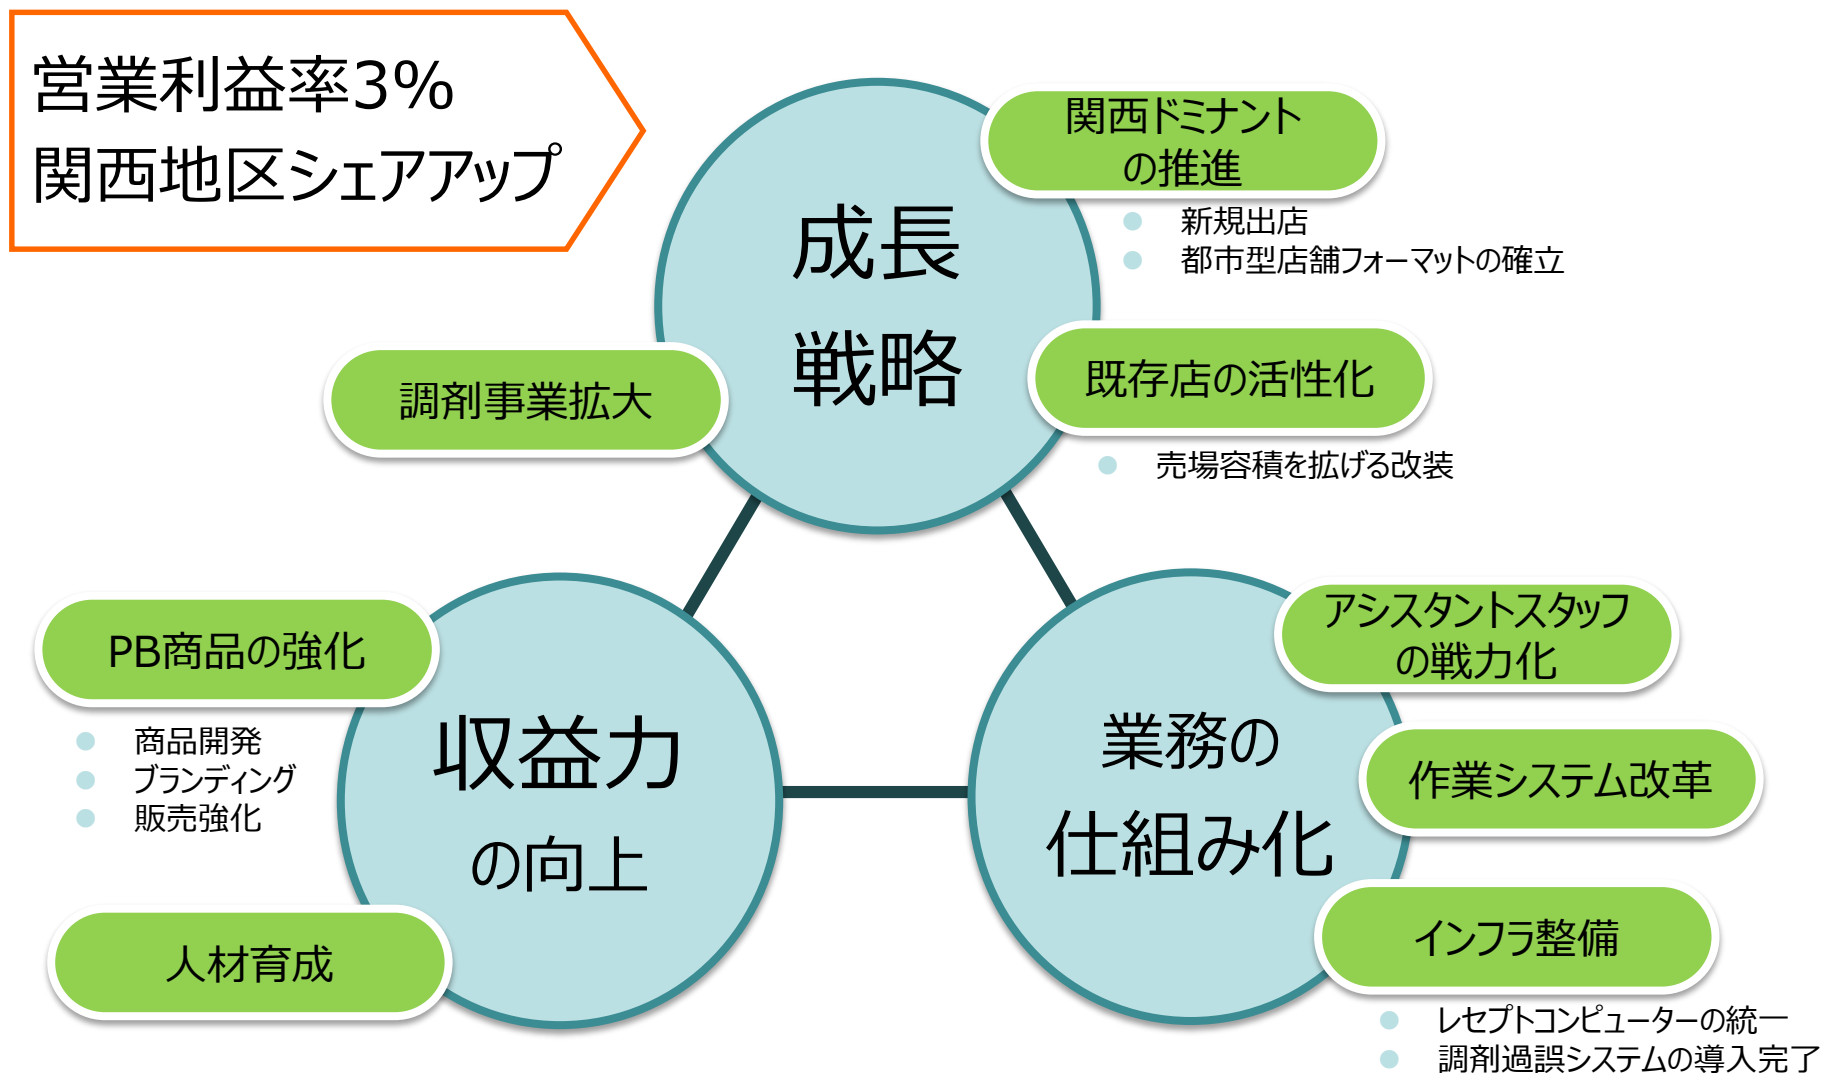 営業利益率3%
関西地区シェアアップ
成長
戦略
関西ドミナント
の推進
新規出店
都市型店舗フォーマットの確立
既存店の活性化
売場容積を拡げる改装
調剤事業拡大
PB商品の強化
商品開発
ブランディング
販売強化
収益力
の向上
人材育成
業務の
仕組み化
アシスタントスタッフ
の戦力化
作業システム改革
インフラ整備
レセプトコンピューターの統一
調剤過誤システムの導入完了